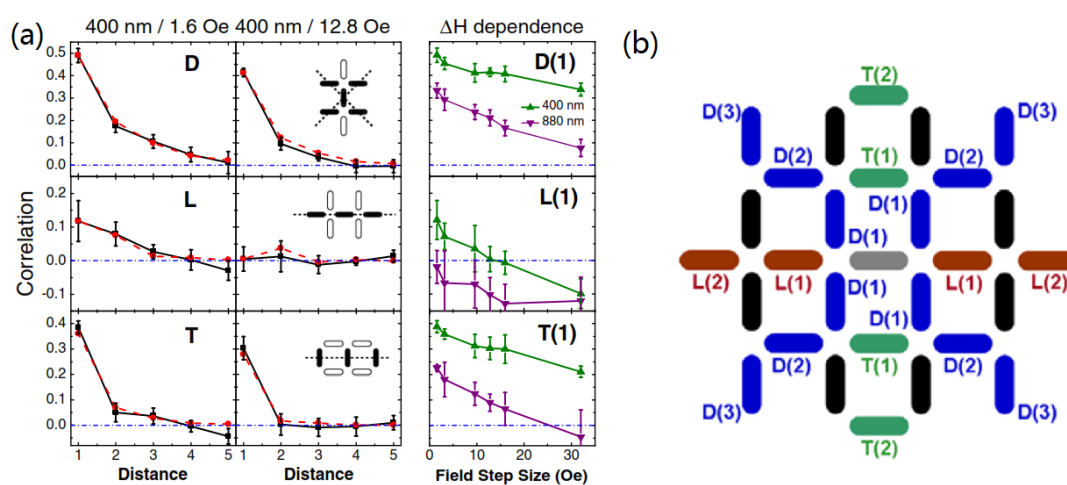 (a)
400 nm / 1.6 Oe
400 nm / 12.8 Oe
ΔH dependence
Correlation
0.5
0.4
0.3
0.2
0.1
0.0
D
D(1)
400 nm
880 nm
0.2
0.1
0.0
-0.1
L
L(1)
0.4
0.3
0.2
0.1
0.0
T
T(1)
1 2 3 4 5
1 2 3 4 5
0 10 20 30
Distance
Distance
Field Step Size (Oe)
(b)
T(2)
D(3)
D(3)
D(2)
T(1)
D(2)
D(1)
D(1)
L(2)
L(1)
L(1)
L(2)
D(1)
D(1)
D(2)
T(1)
D(2)
D(3)
D(3)
T(2)